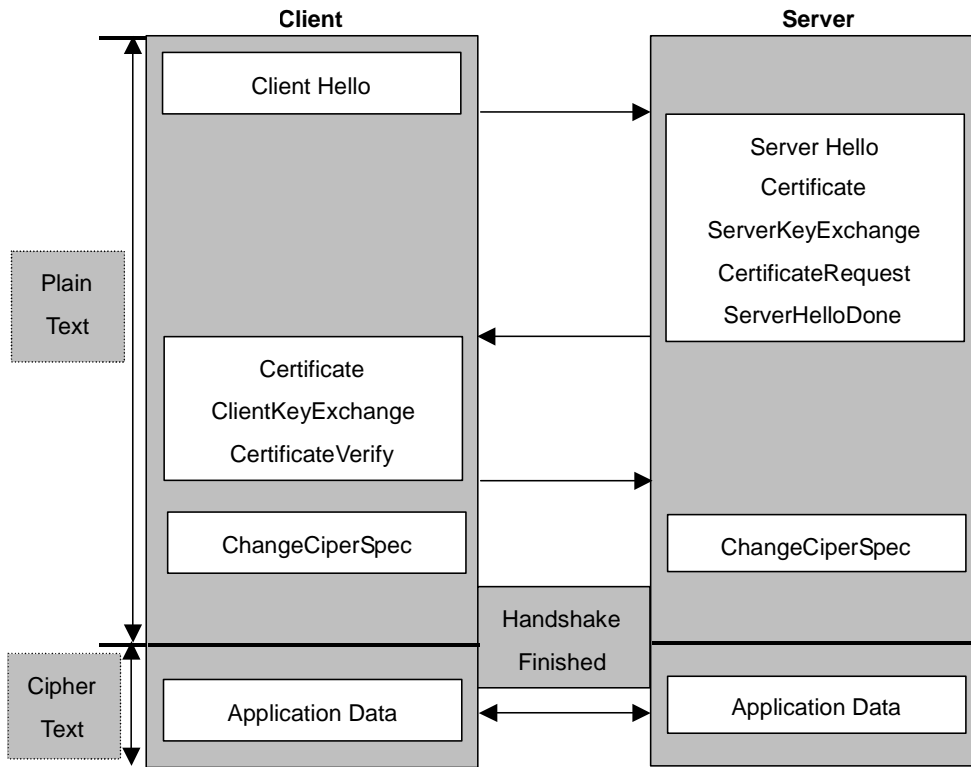 Client
Server
Client Hello
Server Hello
Certificate
ServerKeyExchange
CertificateRequest
ServerHelloDone
Plain
Text
Certificate
ClientKeyExchange
CertificateVerify
ChangeCiperSpec
ChangeCiperSpec
Handshake
Finished
Cipher
Text
Application Data
Application Data